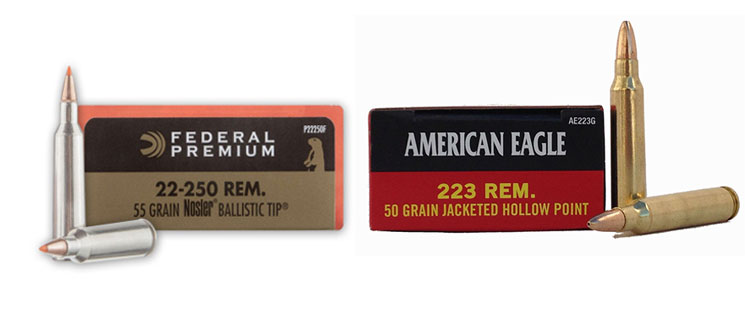 P22250F
FEDERAL
PREMIUM
22-250 REM.
55 GRAIN Nosler® BALLISTIC TIP®
AE223G
AMERICAN EAGLE
223 REM.
50 GRAIN JACKETED HOLLOW POINT